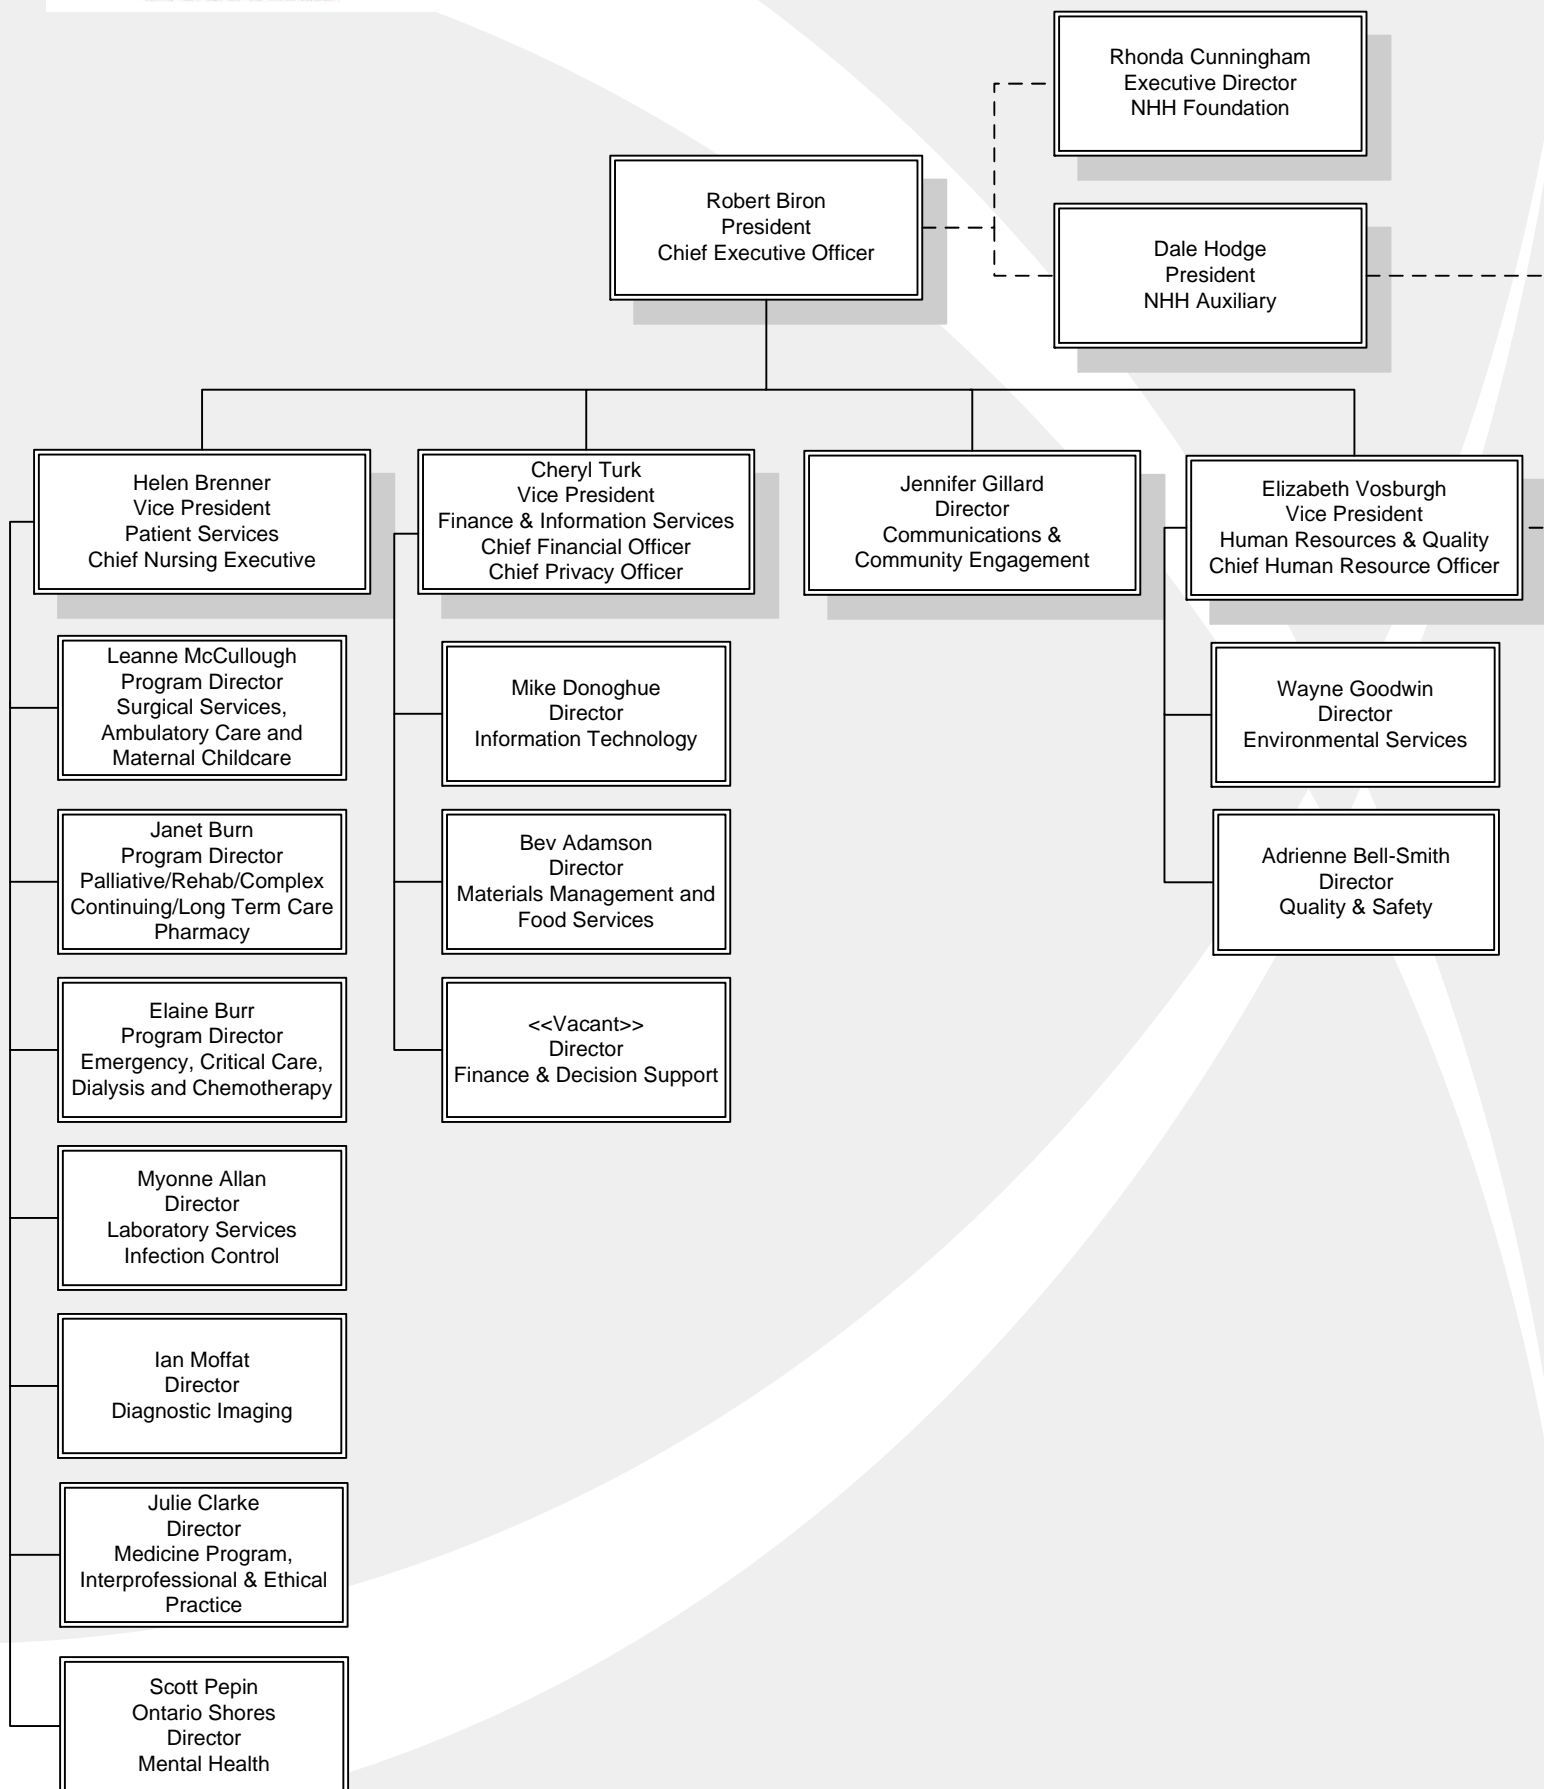 Rhonda Cunningham
Executive Director
NHH Foundation
Robert Biron
President
Chief Executive Officer
Dale Hodge
President
NHH Auxiliary
Helen Brenner
Vice President
Patient Services
Chief Nursing Executive
Cheryl Turk
Vice President
Finance & Information Services
Chief Financial Officer
Chief Privacy Officer
Jennifer Gillard
Director
Communications &
Community Engagement
Elizabeth Vosburgh
Vice President
Human Resources & Quality
Chief Human Resource Officer
Leanne McCullough
Program Director
Surgical Services,
Ambulatory Care and
Maternal Childcare
Janet Burn
Program Director
Palliative/Rehab/Complex
Continuing/Long Term Care
Pharmacy
Elaine Burr
Program Director
Emergency, Critical Care,
Dialysis and Chemotherapy
Myonne Allan
Director
Laboratory Services
Infection Control
Ian Moffat
Director
Diagnostic Imaging
Julie Clarke
Director
Medicine Program,
Interprofessional & Ethical
Practice
Scott Pepin
Ontario Shores
Director
Mental Health
Mike Donoghue
Director
Information Technology
Bev Adamson
Director
Materials Management and
Food Services
<<Vacant>>
Director
Finance & Decision Support
Wayne Goodwin
Director
Environmental Services
Adrienne Bell-Smith
Director
Quality & Safety